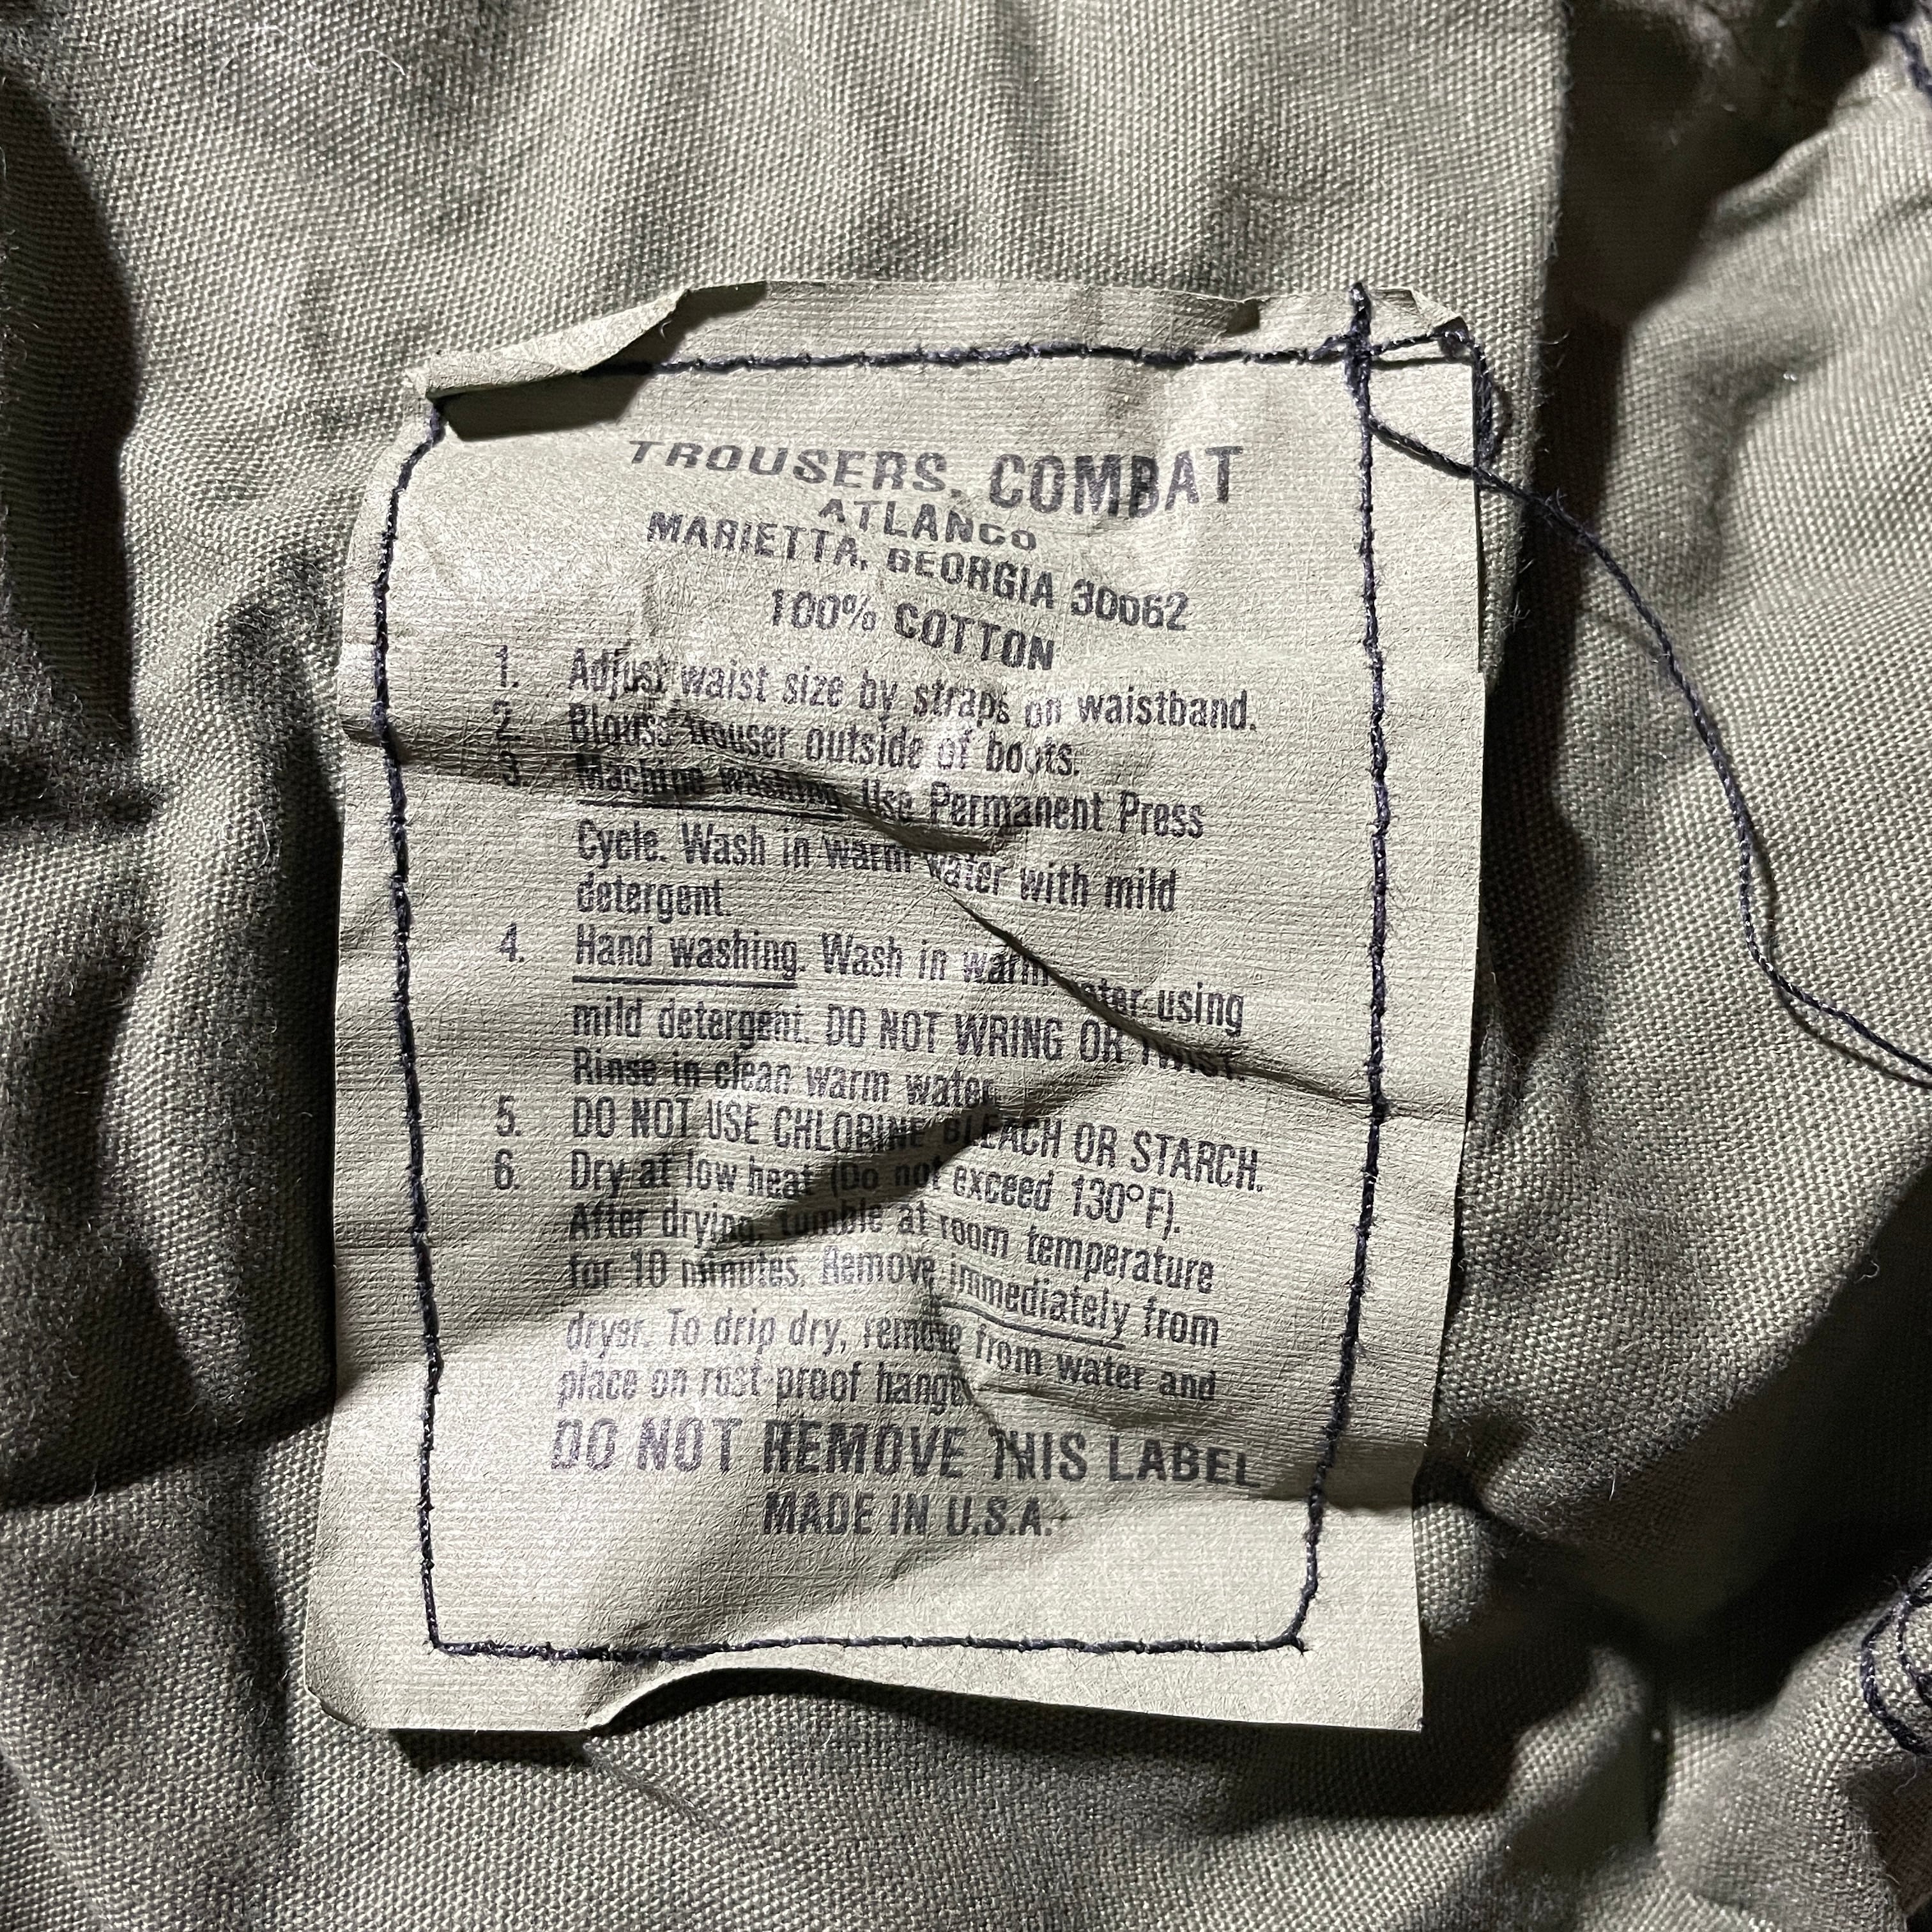 TROUSERS, COMBAT
ATLANCO
MARIETTA, GEORGIA 30062
100% COTTON
1. Adjust waist size by straps on waistband.
2. Blouse trouser outside of boots.
3. Machine washing. Use Permanent Press
Cycle. Wash in warm water with mild
detergent.
4. Hand washing. Wash in warm water using
mild detergent. DO NOT WRING OR TWIST.
Rinse in clean warm water.
5. DO NOT USE CHLORINE BLEACH OR STARCH.
6. Dry at low heat (Do not exceed 130°F).
After drying, tumble at room temperature
for 10 minutes. Remove immediately from
dryer. To drip dry, remove from water and
place on rust proof hanger
DO NOT REMOVE THIS LABEL
MADE IN U.S.A.